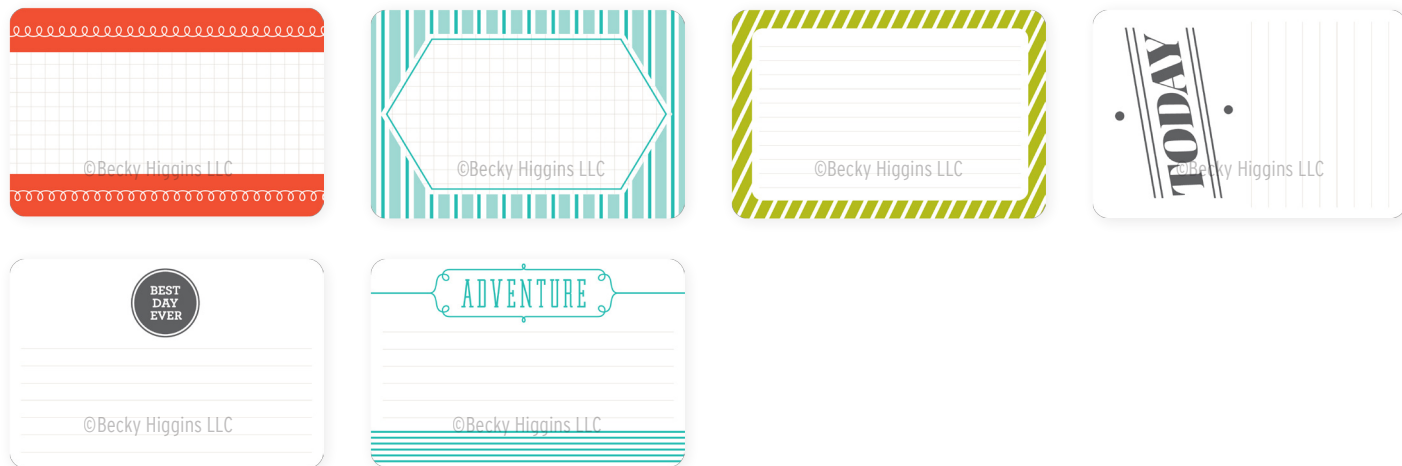 ©Becky Higgins LLC
©Becky Higgins LLC
©Becky Higgins LLC
TODAY
©Becky Higgins LLC
BEST
DAY
EVER
©Becky Higgins LLC
ADVENTURE
©Becky Higgins LLC